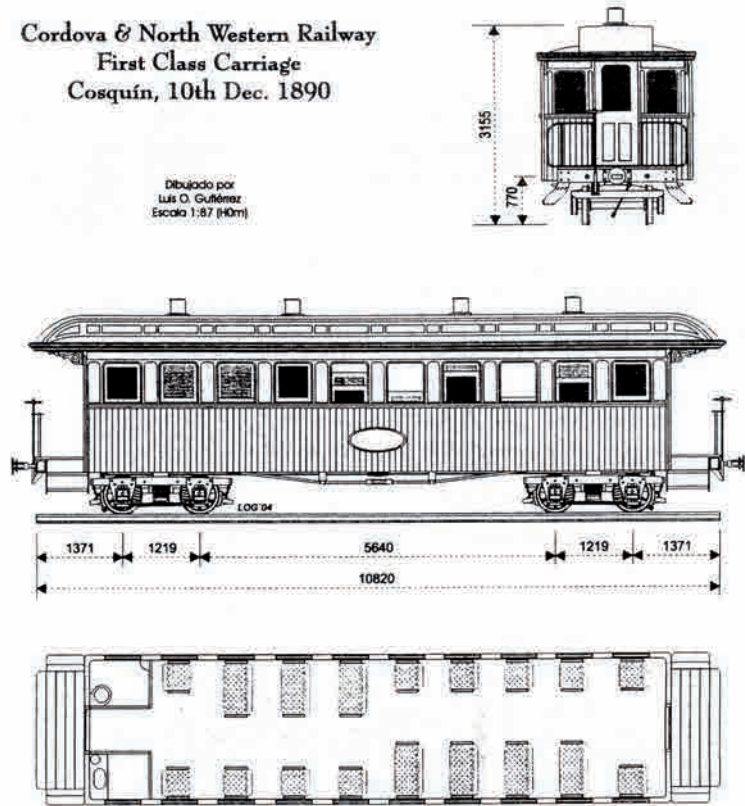 Cordova & North Western Railway
First Class Carriage
Cosquín, 10th Dec. 1890
Dibujado por
Luis O. Gutiérrez
Escala 1:87 (H0m)
3155
770
LOG'04
1371 1219 5640 1219 1371
10820